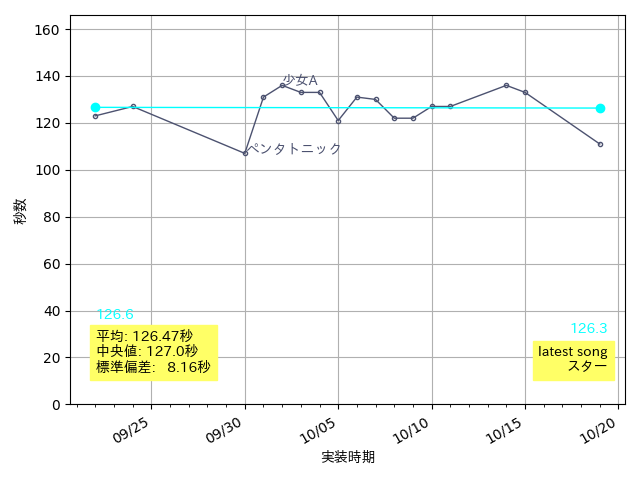 160
140
120
100
80
60
40
20
0
秒数
少女A
ペンタトニック
126.6
平均: 126.47秒
中央値: 127.0秒
標準偏差:  8.16秒
126.3
latest song
スター
09/25
09/30
10/05
10/10
10/15
10/20
実装時期